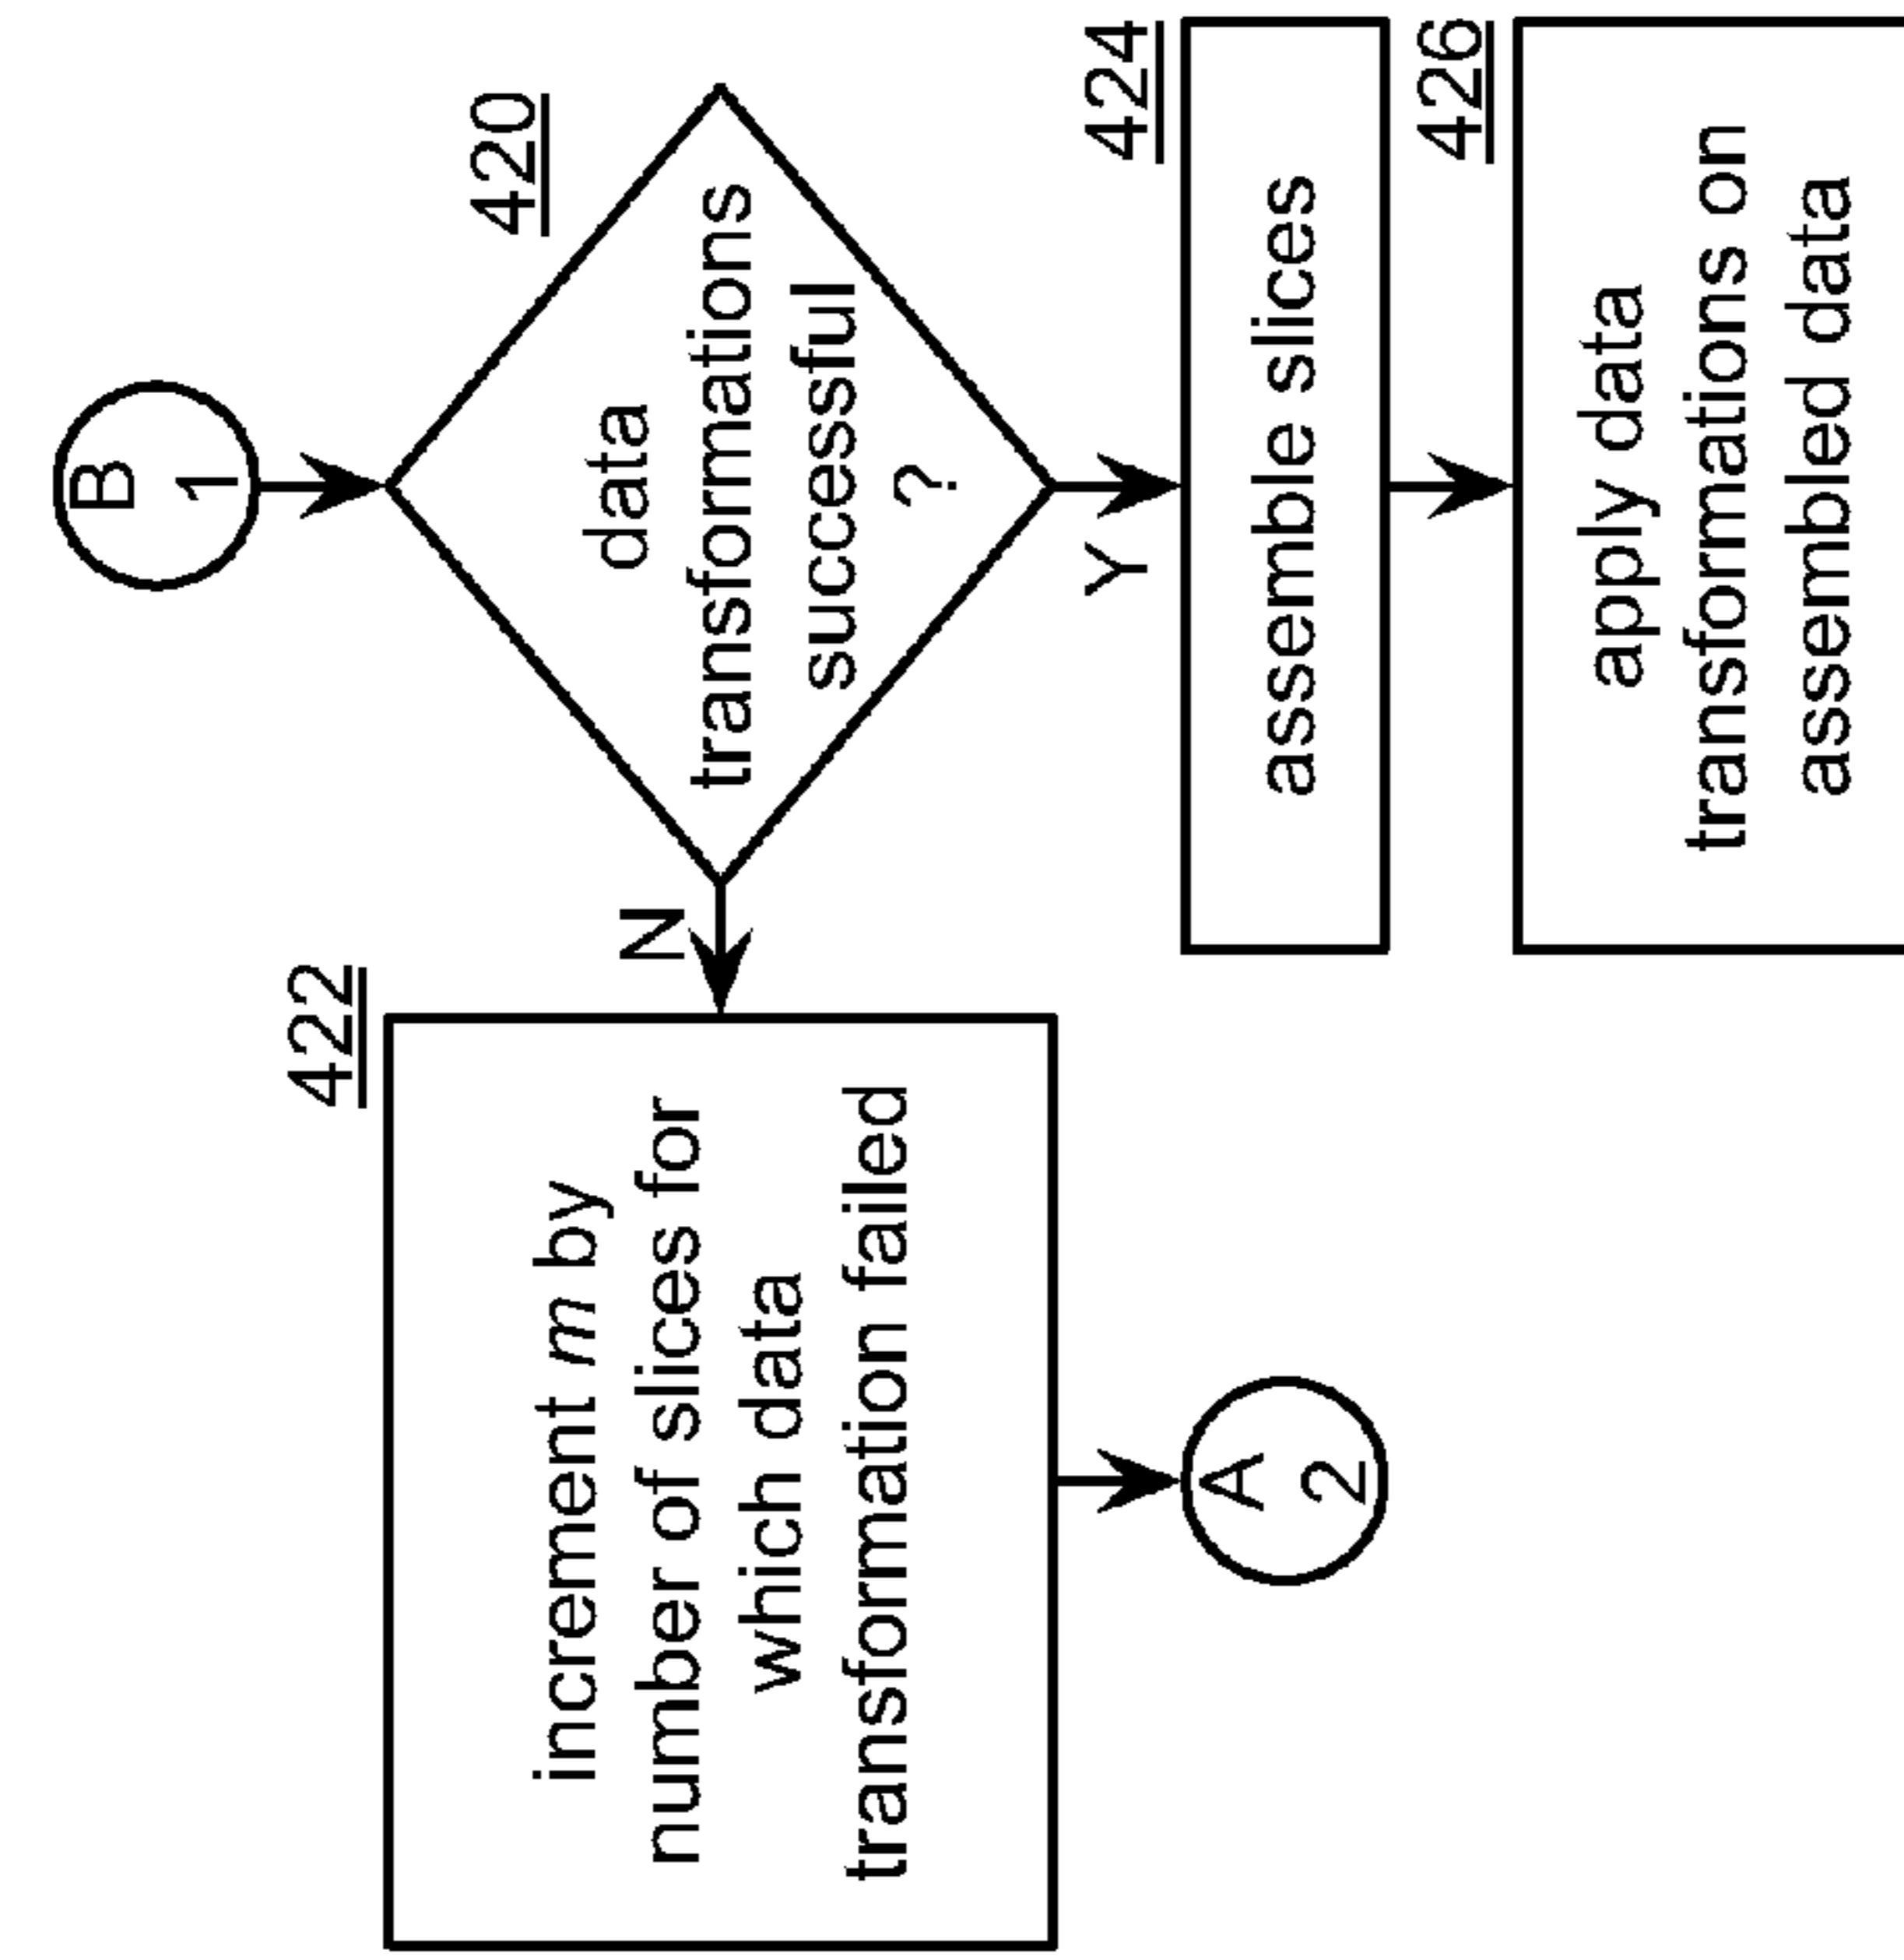 B
1
420
data
transformations
successful
?
N
422
increment m by
number of slices for
which data
transformation failed
A
2
Y
424
assemble slices
426
apply data
transformations on
assembled data